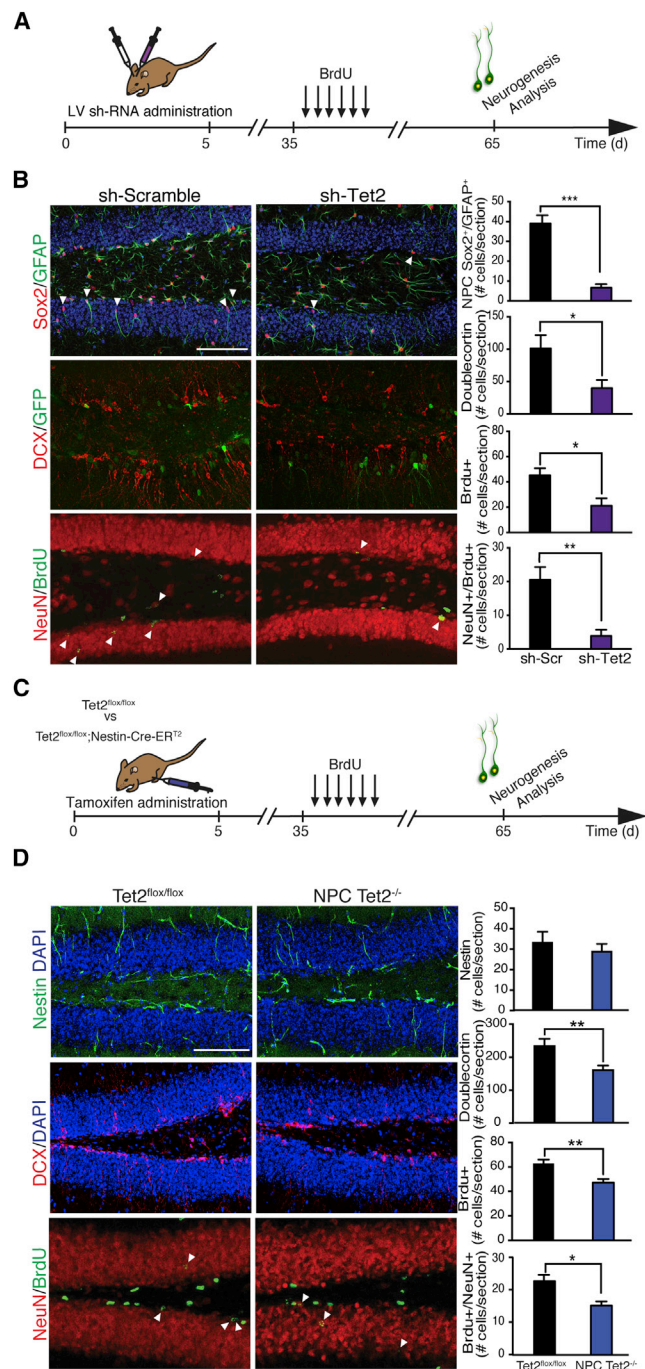 A
BrdU
Neurogenesis
Analysis
LV sh-RNA administration
0
5
35
65
Time (d)
B
sh-Scramble
sh-Tet2
Sox2/GFAP
DCX/GFP
NeuN/BrdU
NPC Sox2+/GFAP+
(# cells/section)
50
40
30
20
10
0
***
Doublecortin
(# cells/section)
150
100
50
0
*
Brdu+
(# cells/section)
80
60
40
20
0
*
NeuN+/Brdu+
(# cells/section)
30
20
10
0
**
sh-Scr
sh-Tet2
C
Tet2flox/flox
vs
Tet2flox/flox;Nestin-Cre-ERT2
BrdU
Neurogenesis
Analysis
Tamoxifen administration
0
5
35
65
Time (d)
D
Tet2flox/flox
NPC Tet2-/-
Nestin DAPI
DCX/DAPI
NeuN/BrdU
Nestin
(# cells/section)
50
40
30
20
10
0
Doublecortin
(# cells/section)
300
200
100
0
**
Brdu+
(# cells/section)
80
60
40
20
0
**
Brdu+/NeuN+
(# cells/section)
30
20
10
0
*
Tet2flox/flox
NPC Tet2-/-